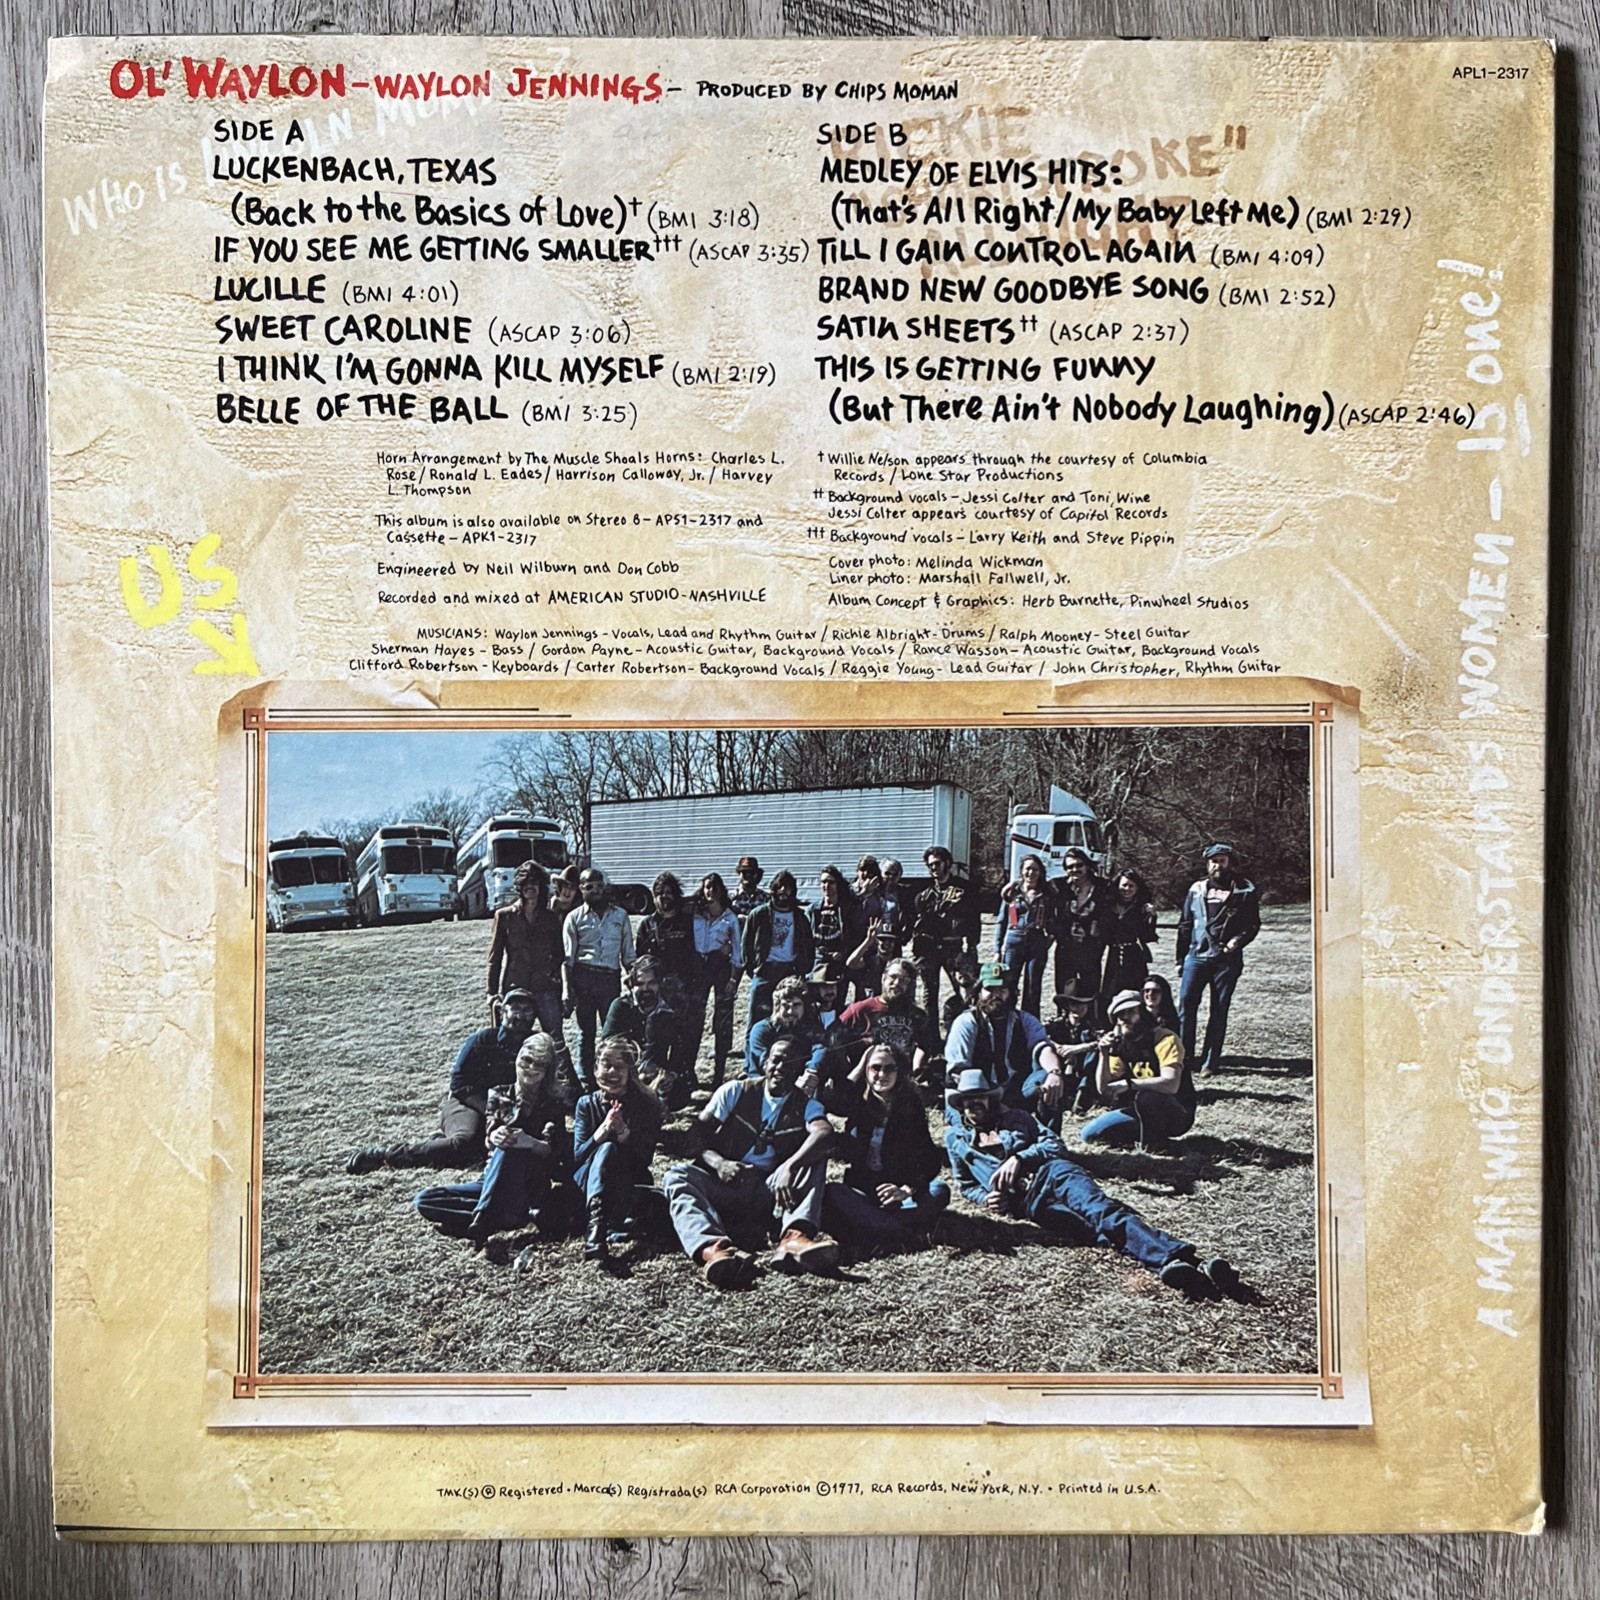 OL' WAYLON - WAYLON JENNINGS - PRODUCED BY CHIPS MOMAN
APL1-2317
WHO IS
SIDE A
LUCKENBACH, TEXAS
(Back to the Basics of Love)† (BMI 3:18)
IF YOU SEE ME GETTING SMALLER††† (ASCAP 3:35)
LUCILLE (BMI 4:01)
SWEET CAROLINE (ASCAP 3:06)
I THINK I'M GONNA KILL MYSELF (BMI 2:19)
BELLE OF THE BALL (BMI 3:25)
SIDE B
MEDLEY OF ELVIS HITS:
(That's All Right/My Baby Left Me) (BMI 2:29)
TILL I GAIN CONTROL AGAIN (BMI 4:09)
BRAND NEW GOODBYE SONG (BMI 2:52)
SATIN SHEETS†† (ASCAP 2:37)
THIS IS GETTING FUNNY
(But There Ain't Nobody Laughing) (ASCAP 2:46)
Horn Arrangement by The Muscle Shoals Horns: Charles L.
Rose/Ronald L. Eades/Harrison Calloway, Jr./Harvey
L. Thompson
This album is also available on Stereo 8-APS1-2317 and
Cassette-APK1-2317
Engineered by Neil Wilburn and Don Cobb
Recorded and mixed at AMERICAN STUDIO-NASHVILLE
† Willie Nelson appears through the courtesy of Columbia
Records/Lone Star Productions
†† Background vocals-Jessi Colter and Toni Wine
Jessi Colter appears courtesy of Capitol Records
††† Background vocals-Larry Keith and Steve Pippin
Cover photo: Melinda Wickman
Liner photo: Marshall Fallwell, Jr.
Album Concept & Graphics: Herb Burnette, Pinwheel Studios
MUSICIANS: Waylon Jennings-Vocals, Lead and Rhythm Guitar/Richie Albright-Drums/Ralph Mooney-Steel Guitar
Sherman Hayes-Bass/Gordon Payne-Acoustic Guitar, Background Vocals/Rance Wasson-Acoustic Guitar, Background Vocals
Clifford Robertson-Keyboards/Carter Robertson-Background Vocals/Reggie Young-Lead Guitar/John Christopher, Rhythm Guitar
US
A MAN WHO UNDERSTANDS WOMEN - IS one!
TMK(S) ® Registered • Marca(s) Registrada(s) RCA Corporation ©1977, RCA Records, New York, N.Y. • Printed in U.S.A.